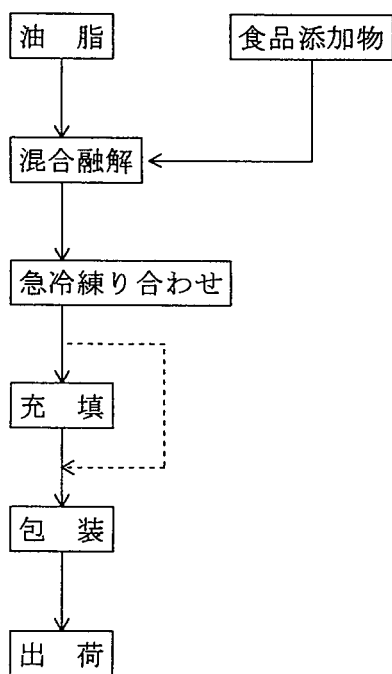 油　脂
食品添加物
混合融解
急冷練り合わせ
充　填
包　装
出　荷